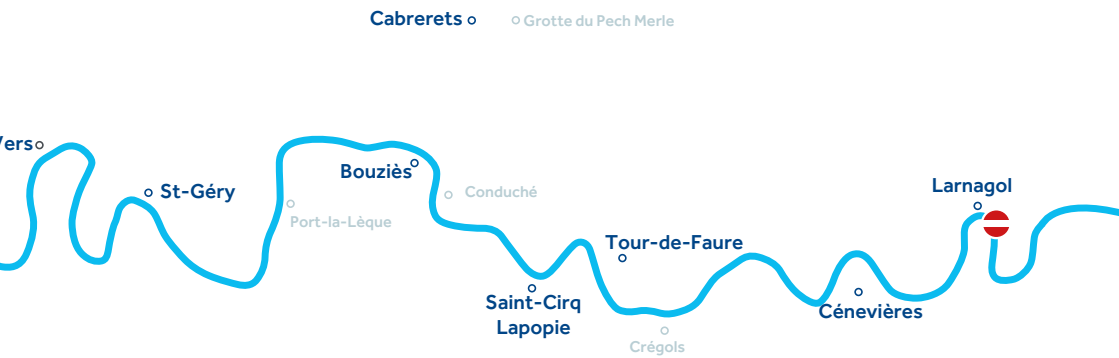 Cabrerets
Grotte du Pech Merle
Vers
St-Géry
Port-la-Lèque
Bouziès
Conduché
Saint-Cirq
Lapopie
Tour-de-Faure
Crégols
Cénevières
Larnagol